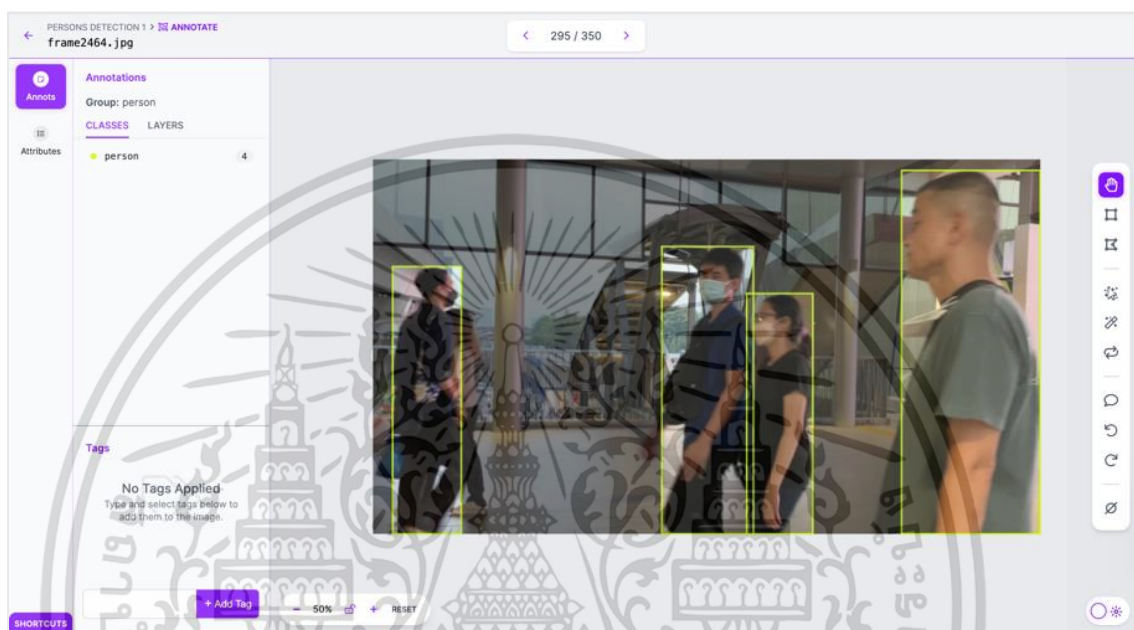 PERSONS DETECTION 1 > ANNOTATE
frame2464.jpg
295 / 350
Annots
Attributes
Annotations
Group: person
CLASSES LAYERS
person 4
Tags
No Tags Applied
Type and select tags below to
add them to the image.
+ Add Tag
50% + RESET
SHORTCUTS